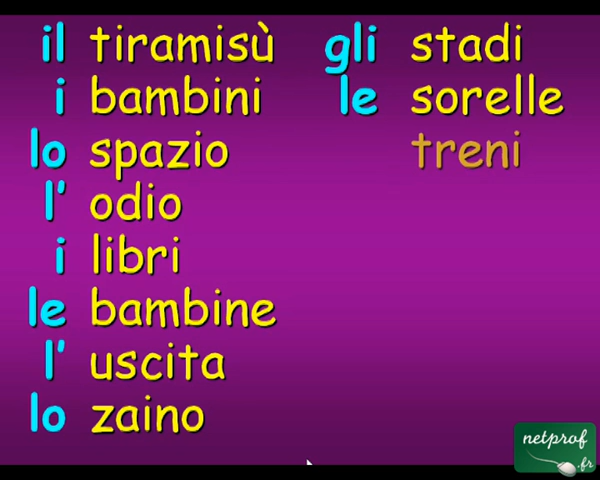 il tiramisù
i bambini
lo spazio
l' odio
i libri
le bambine
l' uscita
lo zaino
gli stadi
le sorelle
treni
netprof
.fr